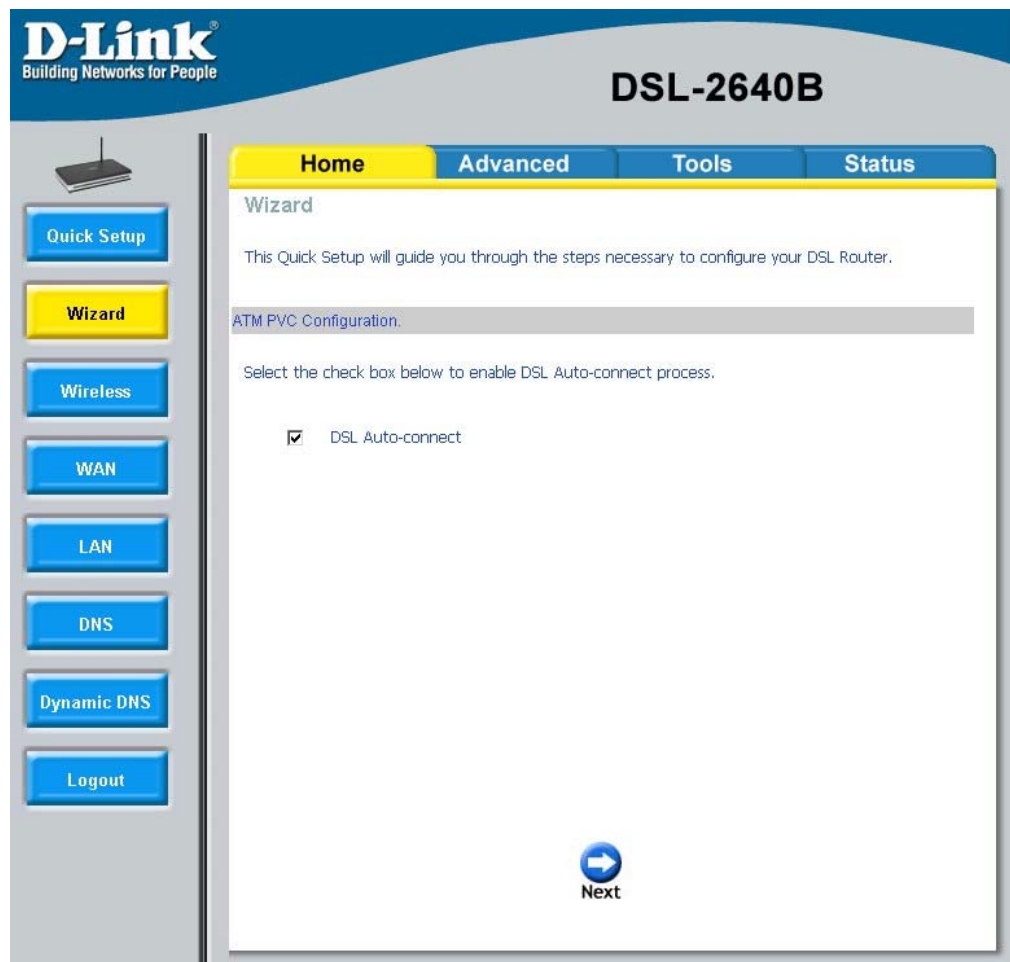 D-Link®
Building Networks for People
DSL-2640B
Home
Advanced
Tools
Status
Quick Setup
Wizard
Wireless
WAN
LAN
DNS
Dynamic DNS
Logout
Wizard
This Quick Setup will guide you through the steps necessary to configure your DSL Router.
ATM PVC Configuration.
Select the check box below to enable DSL Auto-connect process.
DSL Auto-connect
Next